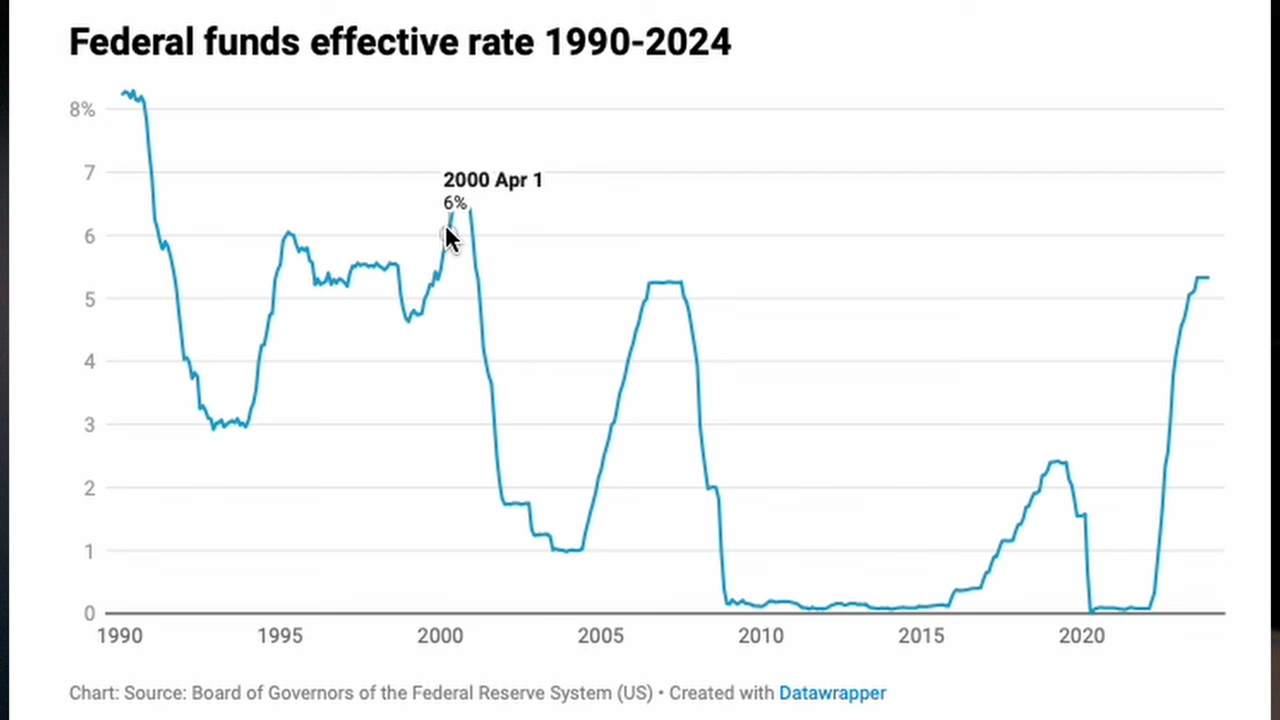 Federal funds effective rate 1990-2024
8%
7
2000 Apr 1
6%
6
5
4
3
2
1
0
1990 1995 2000 2005 2010 2015 2020
Chart: Source: Board of Governors of the Federal Reserve System (US) • Created with Datawrapper